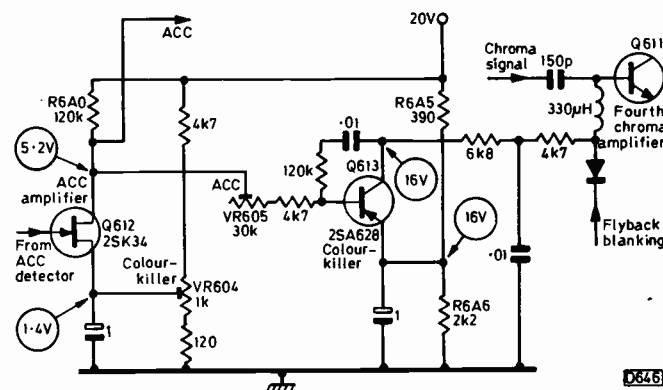 ACC
20V
Q611
Chroma
signal
150p
R6A0
120k
4k7
R6A5
390
330µH
Fourth
chroma
amplifier
·01
120k
Q613
16V
6k8
4k7
5·2V
ACC
amplifier
ACC
VR605
30k
4k7
2SA628
Colour-
killer
16V
Flyback
blanking
Q612
2SK34
From
ACC
detector
Colour-
killer
VR604
1k
·01
1·4V
1
120
1
R6A6
2k2